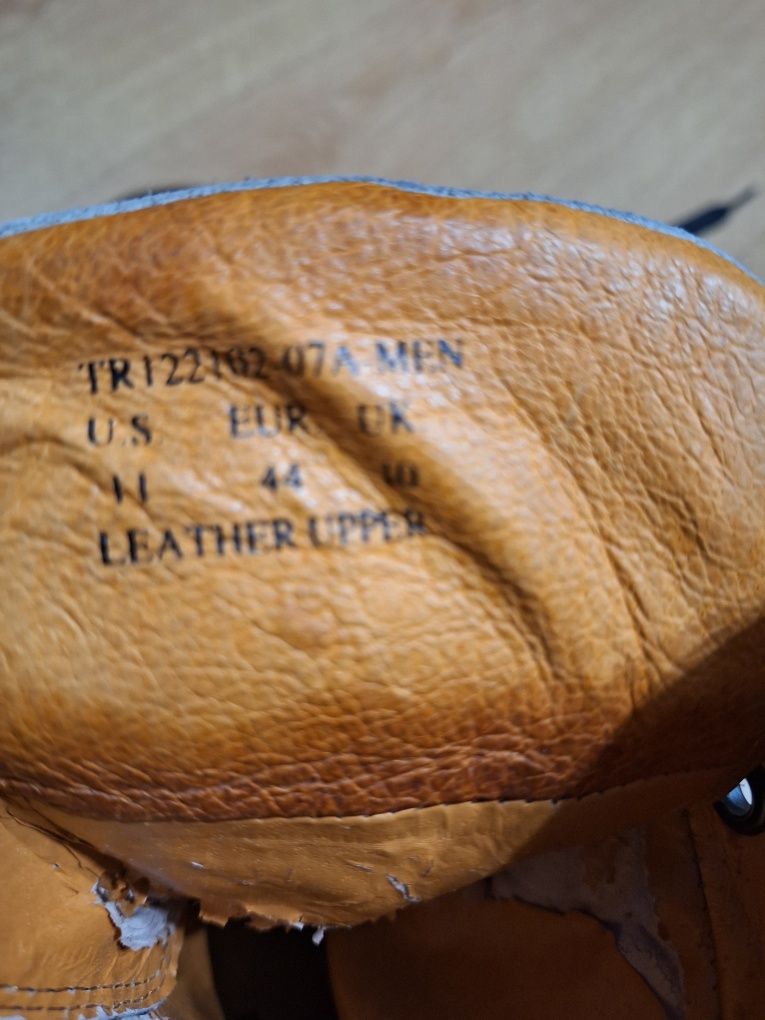 TR122162-07A-MEN
U.S. EUR. UK
11 44 10
LEATHER UPPER